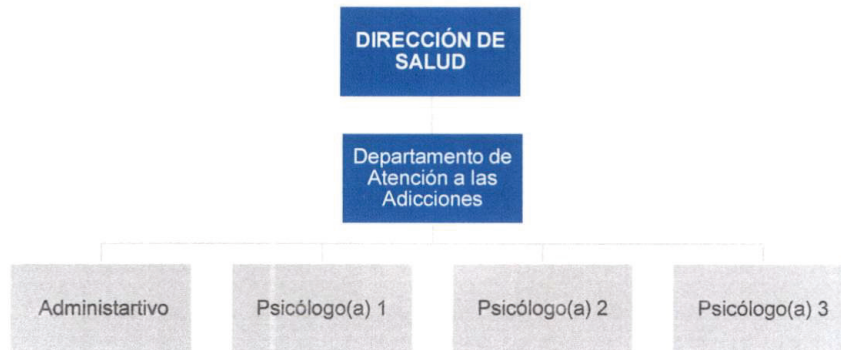 DIRECCIÓN DE
SALUD
Departamento de
Atención a las
Adicciones
Administartivo
Psicólogo(a) 1
Psicólogo(a) 2
Psicólogo(a) 3